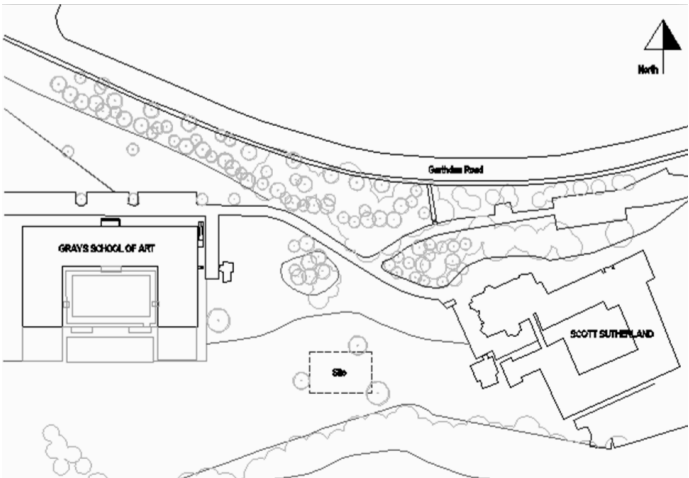 North
Garthdee Road
GRAYS SCHOOL OF ART
SCOTT SUTHERLAND
Site